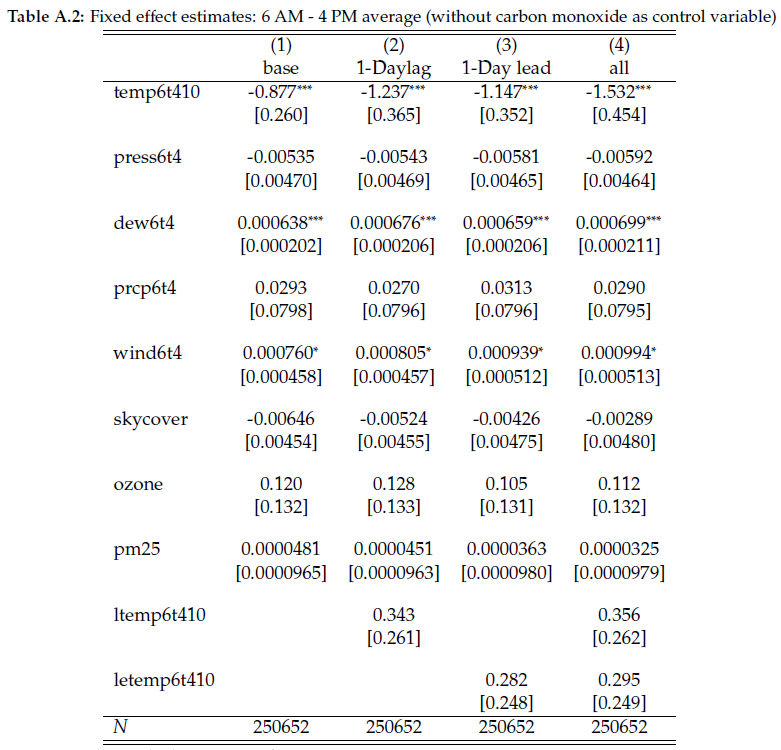 Table A.2: Fixed effect estimates: 6 AM - 4 PM average (without carbon monoxide as control variable)
(1) (2) (3) (4)
base 1-Daylag 1-Day lead all
temp6t410 -0.877*** -1.237*** -1.147*** -1.532***
[0.260] [0.365] [0.352] [0.454]
press6t4 -0.00535 -0.00543 -0.00581 -0.00592
[0.00470] [0.00469] [0.00465] [0.00464]
dew6t4 0.000638*** 0.000676*** 0.000659*** 0.000699***
[0.000202] [0.000206] [0.000206] [0.000211]
prcp6t4 0.0293 0.0270 0.0313 0.0290
[0.0798] [0.0796] [0.0796] [0.0795]
wind6t4 0.000760* 0.000805* 0.000939* 0.000994*
[0.000458] [0.000457] [0.000512] [0.000513]
skycover -0.00646 -0.00524 -0.00426 -0.00289
[0.00454] [0.00455] [0.00475] [0.00480]
ozone 0.120 0.128 0.105 0.112
[0.132] [0.133] [0.131] [0.132]
pm25 0.0000481 0.0000451 0.0000363 0.0000325
[0.0000965] [0.0000963] [0.0000980] [0.0000979]
ltemp6t410 0.343 0.356
[0.261] [0.262]
letemp6t410 0.282 0.295
[0.248] [0.249]
N 250652 250652 250652 250652